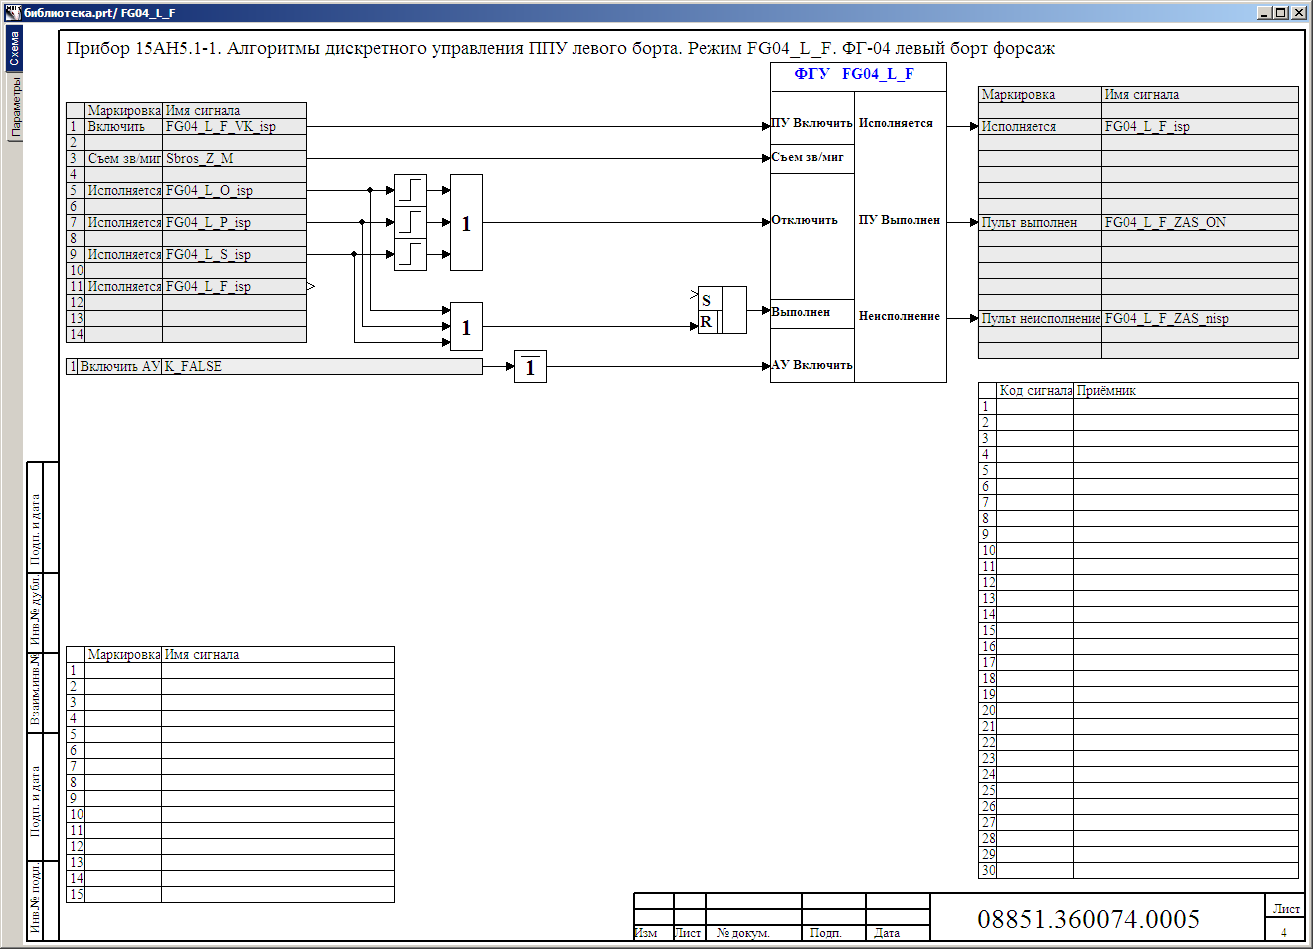 библиотека.prt/ FG04_L_F
Схема
Параметры
Прибор 15АН5.1-1. Алгоритмы дискретного управления ППУ левого борта. Режим FG04_L_F. ФГ-04 левый борт форсаж
Маркировка Имя сигнала
1 Включить FG04_L_F_VK_isp
2
3 Съем зв/миг Sbros_Z_M
4
5 Исполняется FG04_L_O_isp
6
7 Исполняется FG04_L_P_isp
8
9 Исполняется FG04_L_S_isp
10
11 Исполняется FG04_L_F_isp
12
13
14
1 Включить АУ K_FALSE
1
1
1
S
R
ФГУ FG04_L_F
ПУ Включить
Съем зв/миг
Отключить
Выполнен
АУ Включить
Исполняется
ПУ Выполнен
Неисполнение
Маркировка Имя сигнала
Исполняется FG04_L_F_isp
Пульт выполнен FG04_L_F_ZAS_ON
Пульт неисполнение FG04_L_F_ZAS_nisp
Код сигнала Приёмник
1
2
3
4
5
6
7
8
9
10
11
12
13
14
15
16
17
18
19
20
21
22
23
24
25
26
27
28
29
30
Маркировка Имя сигнала
1
2
3
4
5
6
7
8
9
10
11
12
13
14
15
Подп. и дата
Инв.№ дубл.
Взаим.инв.№
Подп. и дата
Инв.№ подл.
Изм Лист № докум. Подп. Дата
08851.360074.0005
Лист
4